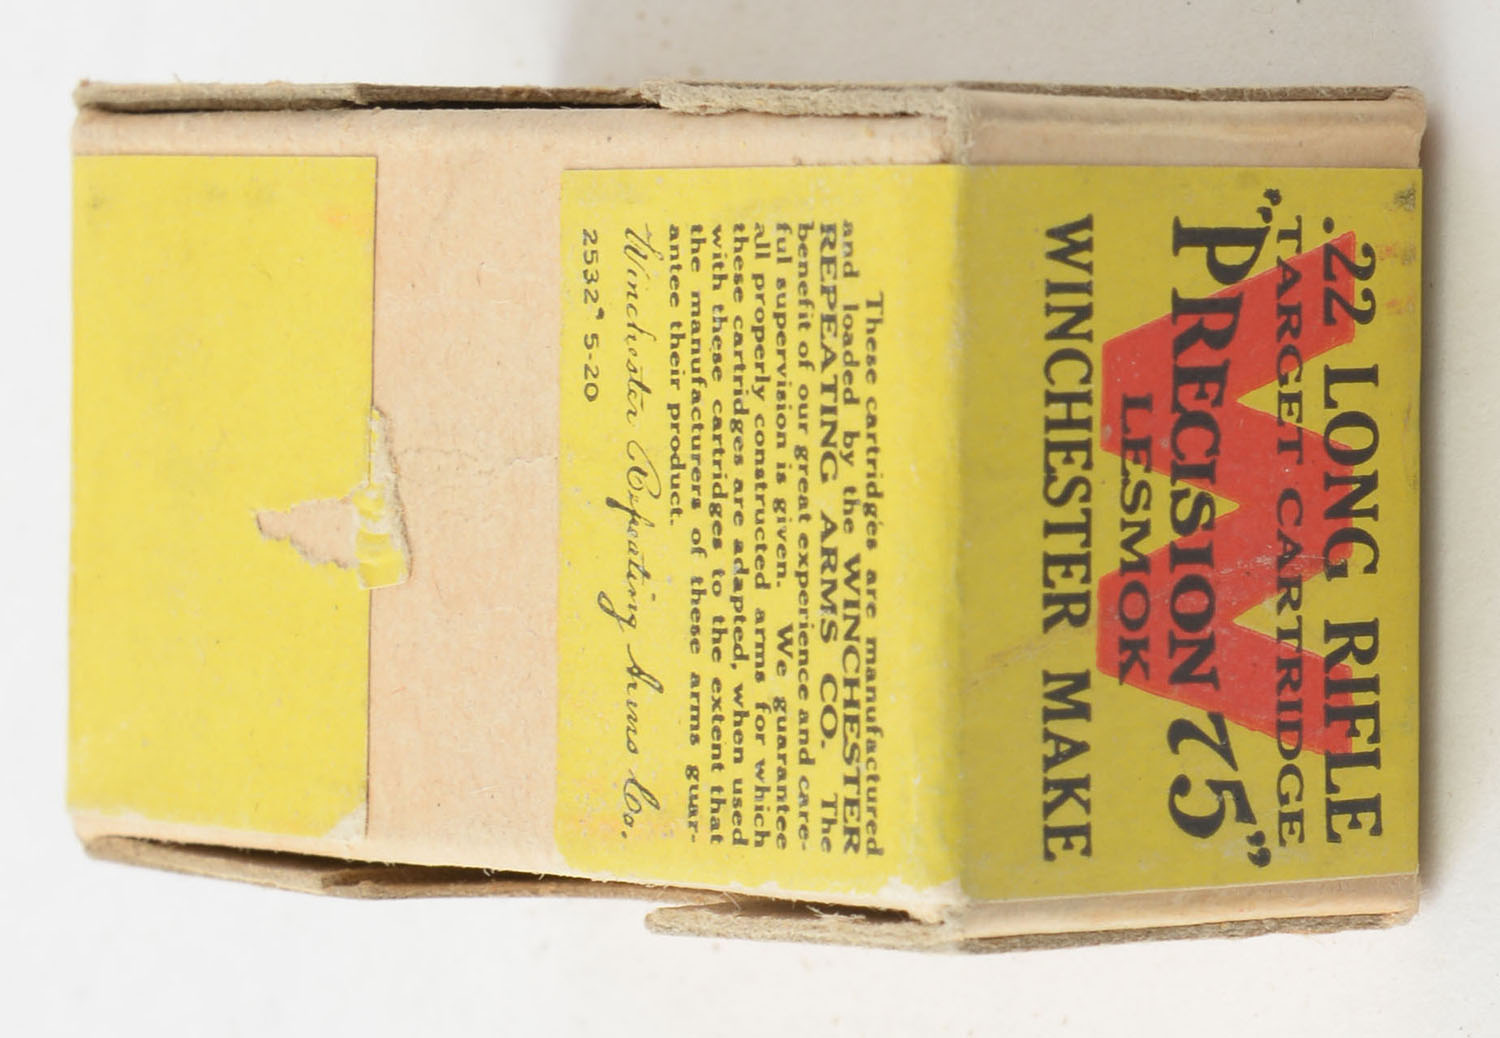 .22 LONG RIFLE
TARGET CARTRIDGE
"PRECISION 75"
LESMOK
WINCHESTER MAKE
These cartridges are manufactured
and loaded by the WINCHESTER
REPEATING ARMS CO. The
benefit of our great experience and care-
ful supervision is given. We guarantee
all properly constructed arms for which
these cartridges are adapted, when used
with these cartridges to the extent that
the manufacturers of these arms guar-
antee their product.
Winchester Repeating Arms Co.
2532ᴬ 5-20